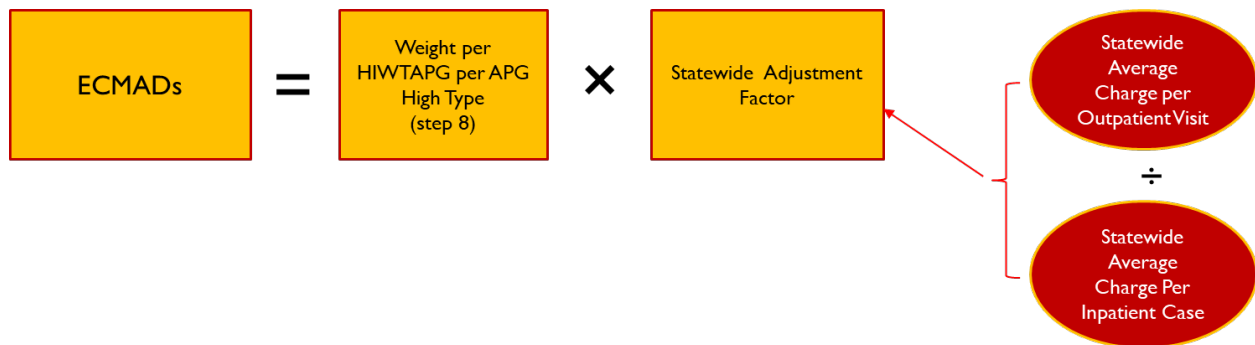 ECMADs
=
Weight per
HIWTAPG per APG
High Type
(step 8)
×
Statewide Adjustment
Factor
Statewide
Average
Charge per
Outpatient Visit
÷
Statewide
Average
Charge Per
Inpatient Case